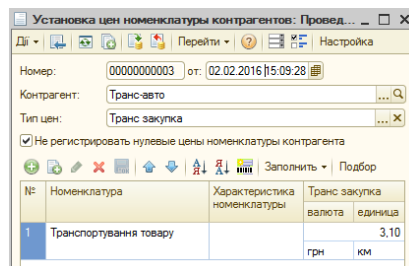 Установка цен номенклатуры контрагентов: Провед...
Дії Перейти Настройка
Номер: 00000000003 от: 02.02.2016 15:09:28
Контрагент: Транс-авто ...
Тип цен: Транс закупка ... X
Не регистрировать нулевые цены номенклатуры контрагента
Заполнить Подбор
№ Номенклатура Характеристика номенклатуры Транс закупка
валюта единица
1 Транспортування товару 3,10
грн км